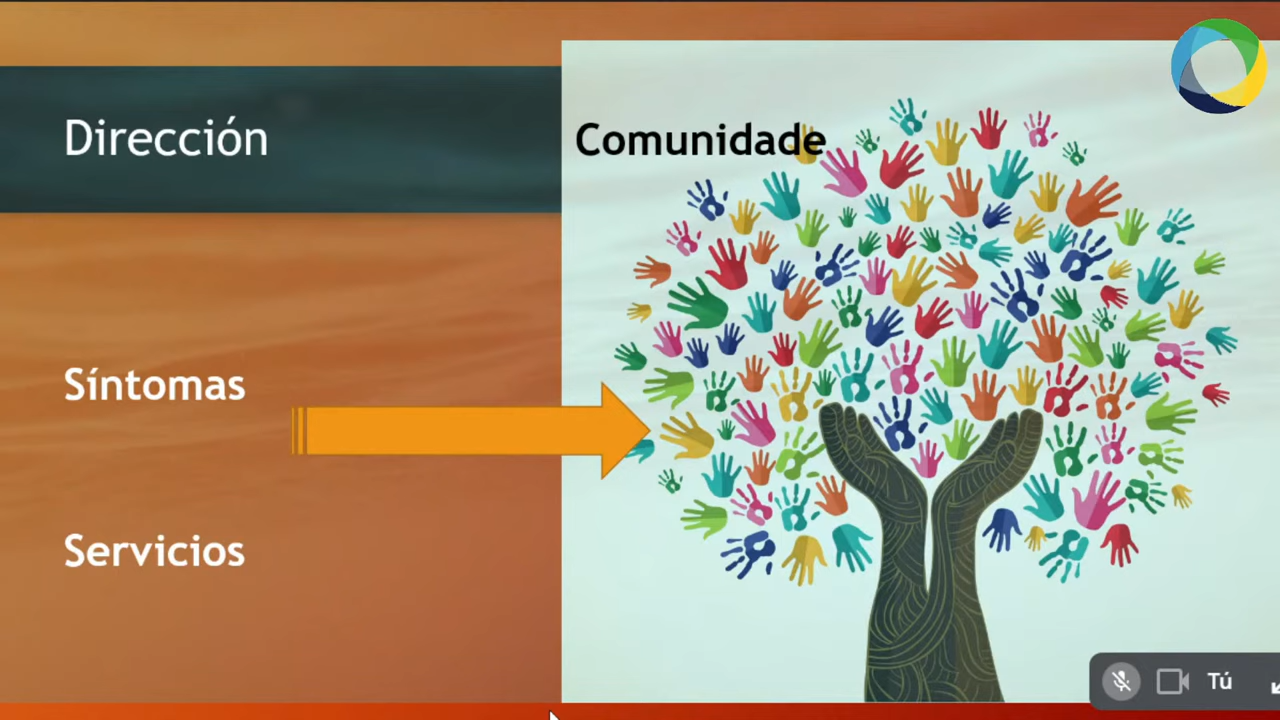 Dirección
Comunidade
Síntomas
Servicios
Tú